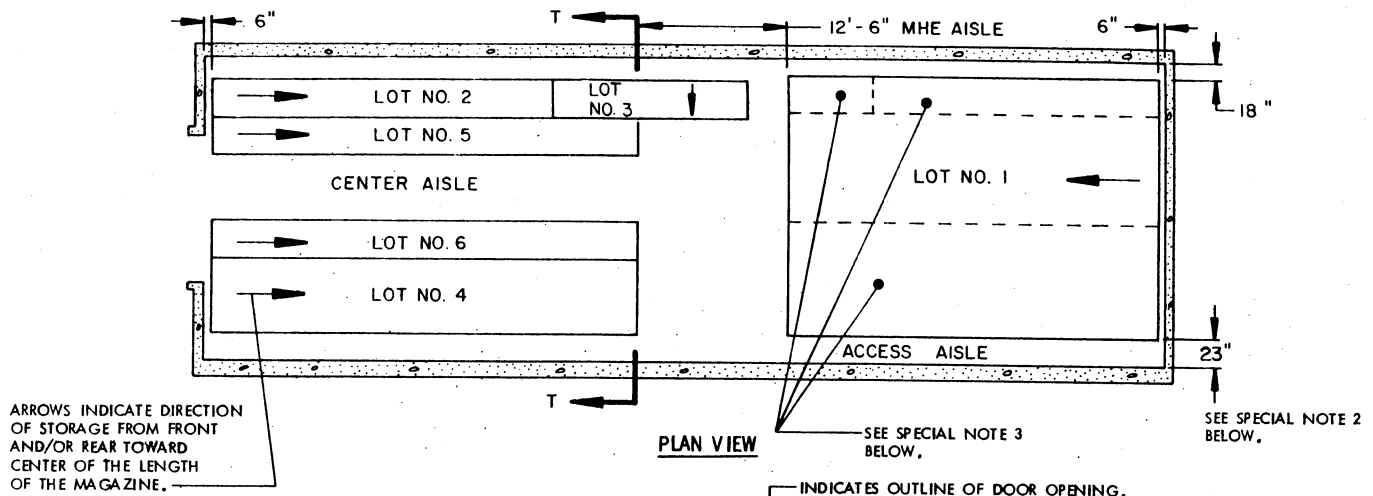 6"
T
12'-6" MHE AISLE
6"
18"
LOT NO. 2
LOT
NO. 3
LOT NO. 5
CENTER AISLE
LOT NO. 1
LOT NO. 6
LOT NO. 4
ACCESS AISLE
23"
T
ARROWS INDICATE DIRECTION
OF STORAGE FROM FRONT
AND/OR REAR TOWARD
CENTER OF THE LENGTH
OF THE MAGAZINE.
PLAN VIEW
SEE SPECIAL NOTE 3
BELOW.
SEE SPECIAL NOTE 2
BELOW.
INDICATES OUTLINE OF DOOR OPENING.